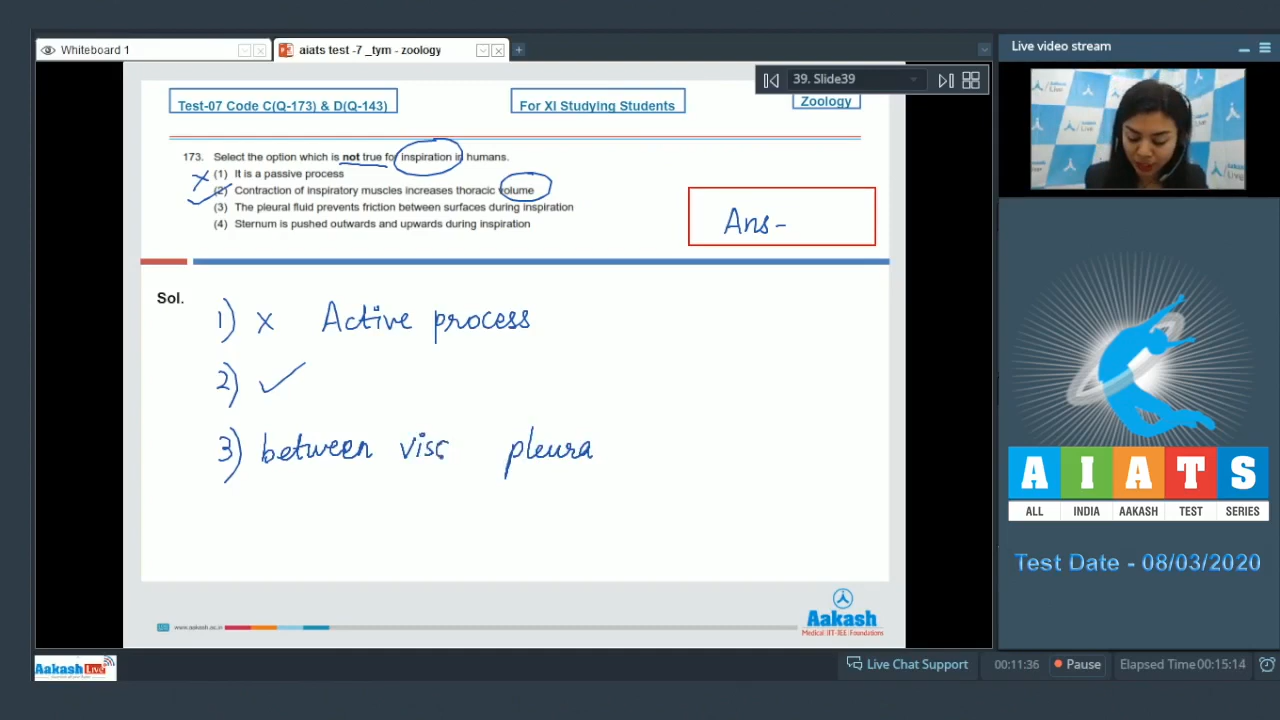 Whiteboard 1
aiats test -7 _tym - zoology
Live video stream
39. Slide39
Test-07 Code C(Q-173) & D(Q-143)
For XI Studying Students
Zoology
173. Select the option which is not true for inspiration in humans.
(1) It is a passive process
(2) Contraction of inspiratory muscles increases thoracic volume
(3) The pleural fluid prevents friction between surfaces during inspiration
(4) Sternum is pushed outwards and upwards during inspiration
Ans-
Sol.
1) x Active process
2) ✓
3) between visc pleura
A I A T S
ALL INDIA AAKASH TEST SERIES
Test Date - 08/03/2020
Aakash
Medical | IIT-JEE | Foundations
www.aakash.ac.in
Aakash Live
Live Chat Support
00:11:36
Pause
Elapsed Time 00:15:14